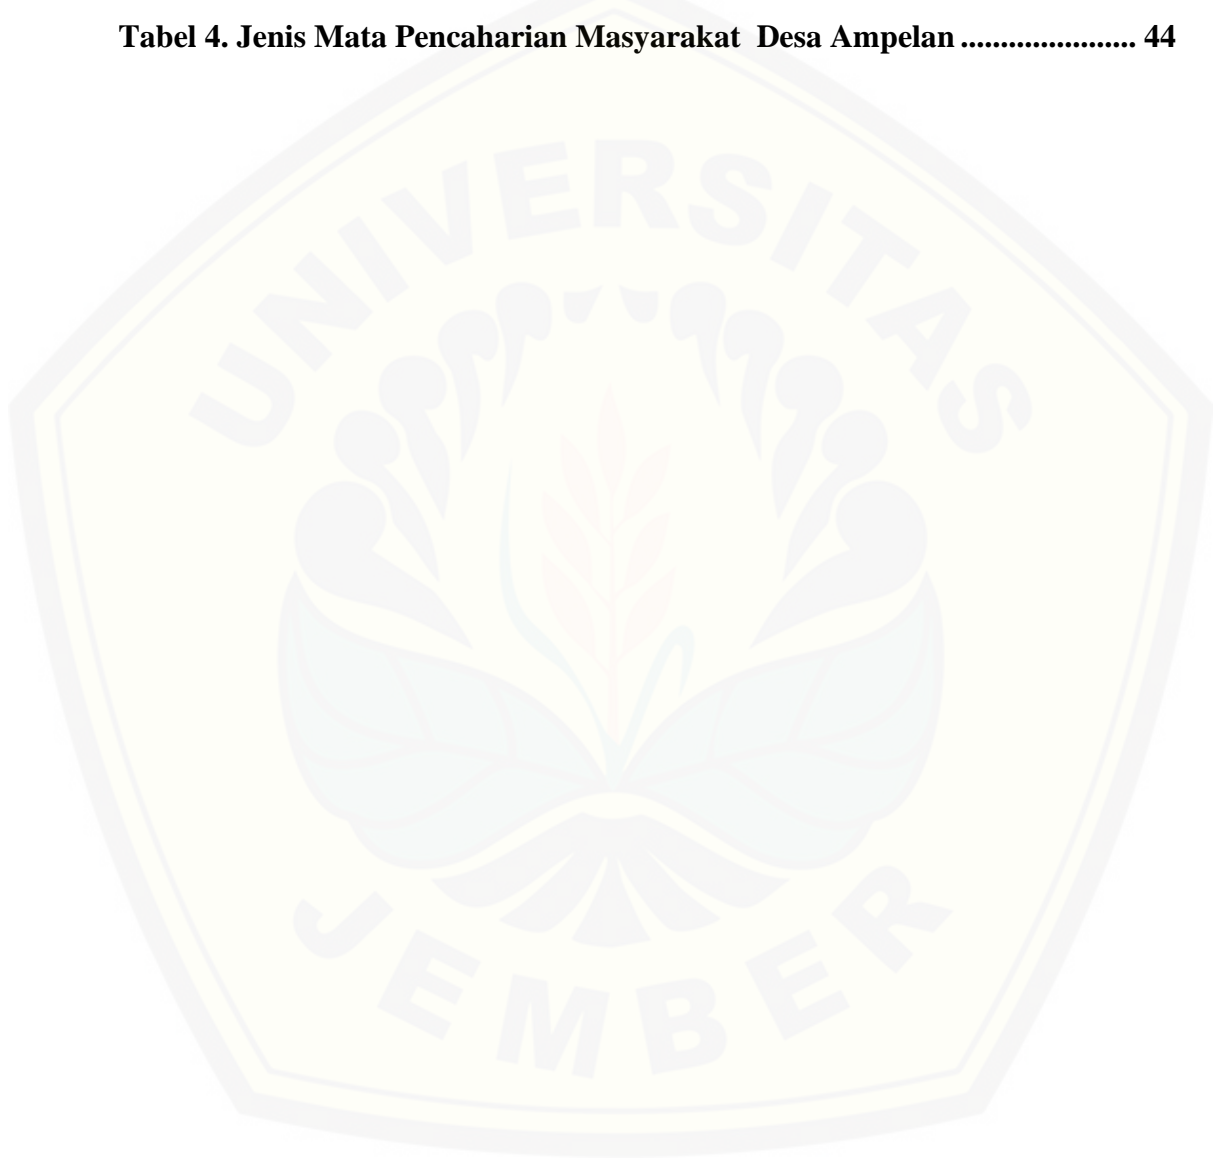 Tabel 4. Jenis Mata Pencaharian Masyarakat  Desa Ampelan ...................... 44
UNIVERSITAS
JEMBER